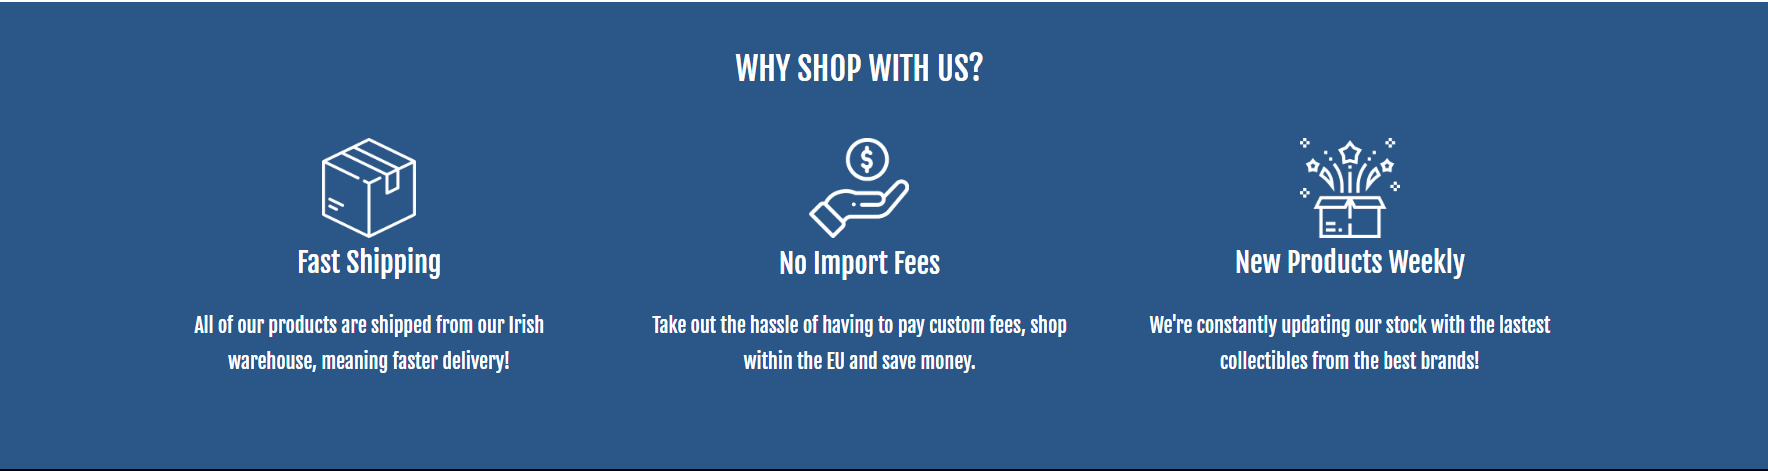 WHY SHOP WITH US?
$
Fast Shipping
No Import Fees
New Products Weekly
All of our products are shipped from our Irish
warehouse, meaning faster delivery!
Take out the hassle of having to pay custom fees, shop
within the EU and save money.
We're constantly updating our stock with the lastest
collectibles from the best brands!